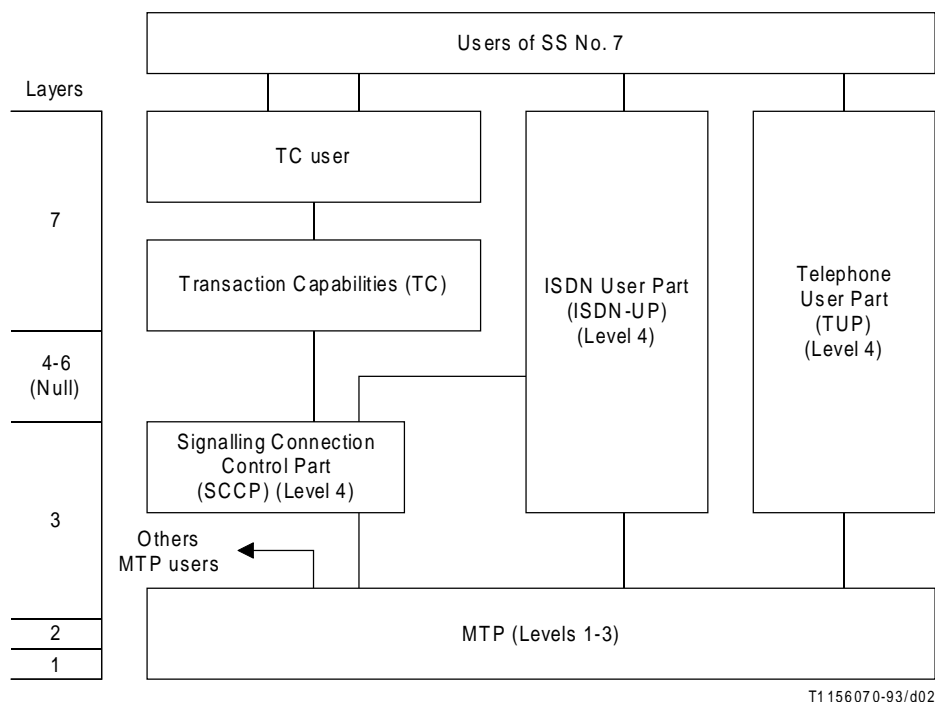 Users of SS No. 7
Layers
TC user
7
Transaction Capabilities (TC)
ISDN User Part
(ISDN-UP)
(Level 4)
Telephone
User Part
(TUP)
(Level 4)
4-6
(Null)
Signalling Connection
Control Part
(SCCP) (Level 4)
3
Others
MTP users
2
MTP (Levels 1-3)
1
T1156070-93/d02